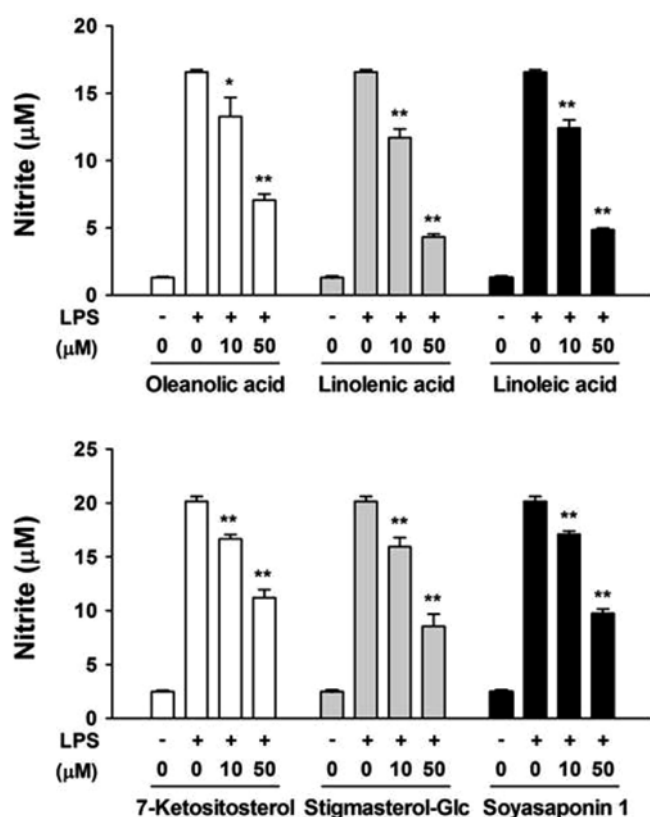 20
15
10
5
0
Nitrite (μM)
*
**
**
**
**
**
LPS - + + + - + + + - + + +
(μM) 0 0 10 50 0 0 10 50 0 0 10 50
Oleanolic acid Linolenic acid Linoleic acid
25
20
15
10
5
0
Nitrite (μM)
**
**
**
**
**
**
LPS - + + + - + + + - + + +
(μM) 0 0 10 50 0 0 10 50 0 0 10 50
7-Ketositosterol Stigmasterol-Glc Soyasaponin 1